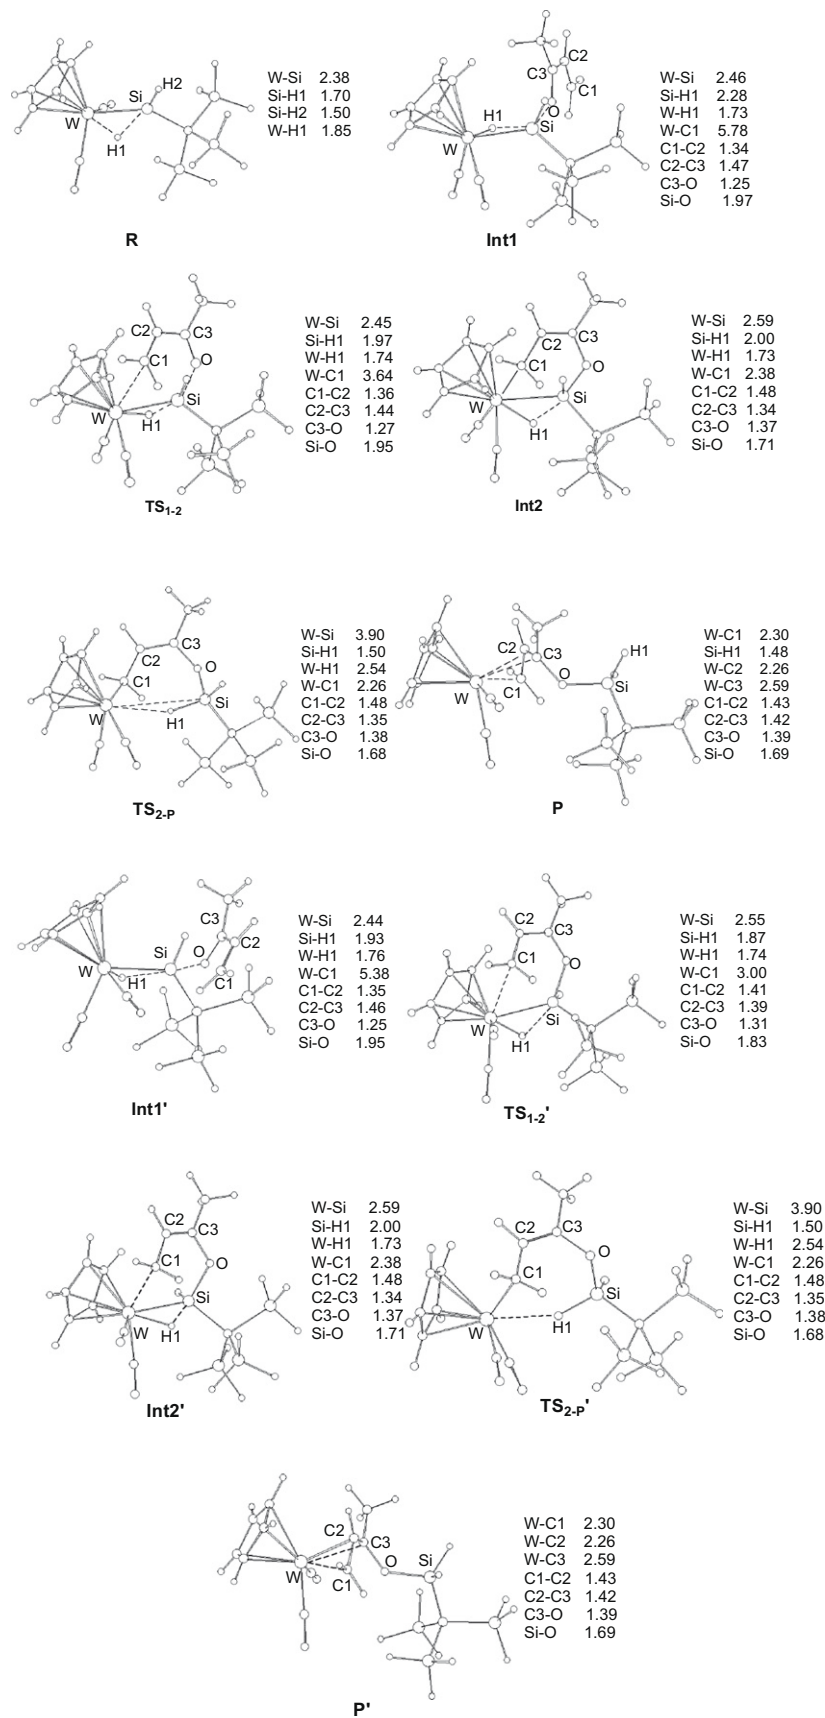 Si
H2
W
H1
W-Si 2.38
Si-H1 1.70
Si-H2 1.50
W-H1 1.85
R
C2
C3
C1
O
H1
Si
W
W-Si 2.46
Si-H1 2.28
W-H1 1.73
W-C1 5.78
C1-C2 1.34
C2-C3 1.47
C3-O 1.25
Si-O 1.97
Int1
C2
C3
C1
O
Si
W
H1
W-Si 2.45
Si-H1 1.97
W-H1 1.74
W-C1 3.64
C1-C2 1.36
C2-C3 1.44
C3-O 1.27
Si-O 1.95
TS1-2
C2
C3
C1
O
Si
W
H1
W-Si 2.59
Si-H1 2.00
W-H1 1.73
W-C1 2.38
C1-C2 1.48
C2-C3 1.34
C3-O 1.37
Si-O 1.71
Int2
C3
C2
O
C1
Si
W
H1
W-Si 3.90
Si-H1 1.50
W-H1 2.54
W-C1 2.26
C1-C2 1.48
C2-C3 1.35
C3-O 1.38
Si-O 1.68
TS2-P
C2
C3
H1
W
C1
O
Si
W-C1 2.30
Si-H1 1.48
W-C2 2.26
W-C3 2.59
C1-C2 1.43
C2-C3 1.42
C3-O 1.39
Si-O 1.69
P
C3
Si
O
C2
W
H1
C1
W-Si 2.44
Si-H1 1.93
W-H1 1.76
W-C1 5.38
C1-C2 1.35
C2-C3 1.46
C3-O 1.25
Si-O 1.95
Int1'
C2
C3
C1
O
Si
W
H1
W-Si 2.55
Si-H1 1.87
W-H1 1.74
W-C1 3.00
C1-C2 1.41
C2-C3 1.39
C3-O 1.31
Si-O 1.83
TS1-2'
C2
C3
C1
O
Si
W
H1
W-Si 2.59
Si-H1 2.00
W-H1 1.73
W-C1 2.38
C1-C2 1.48
C2-C3 1.34
C3-O 1.37
Si-O 1.71
Int2'
C2
C3
O
C1
Si
W
H1
W-Si 3.90
Si-H1 1.50
W-H1 2.54
W-C1 2.26
C1-C2 1.48
C2-C3 1.35
C3-O 1.38
Si-O 1.68
TS2-P'
C2
C3
O
Si
W
C1
W-C1 2.30
W-C2 2.26
W-C3 2.59
C1-C2 1.43
C2-C3 1.42
C3-O 1.39
Si-O 1.69
P'